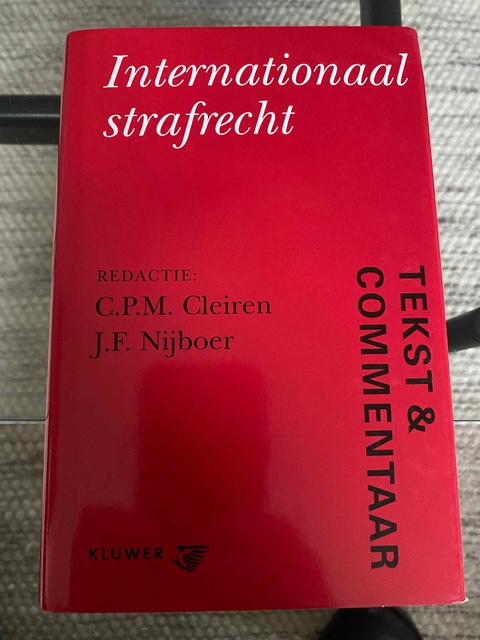 Internationaal
strafrecht
REDACTIE:
C.P.M. Cleiren
J.F. Nijboer
TEKST &
COMMENTAAR
KLUWER